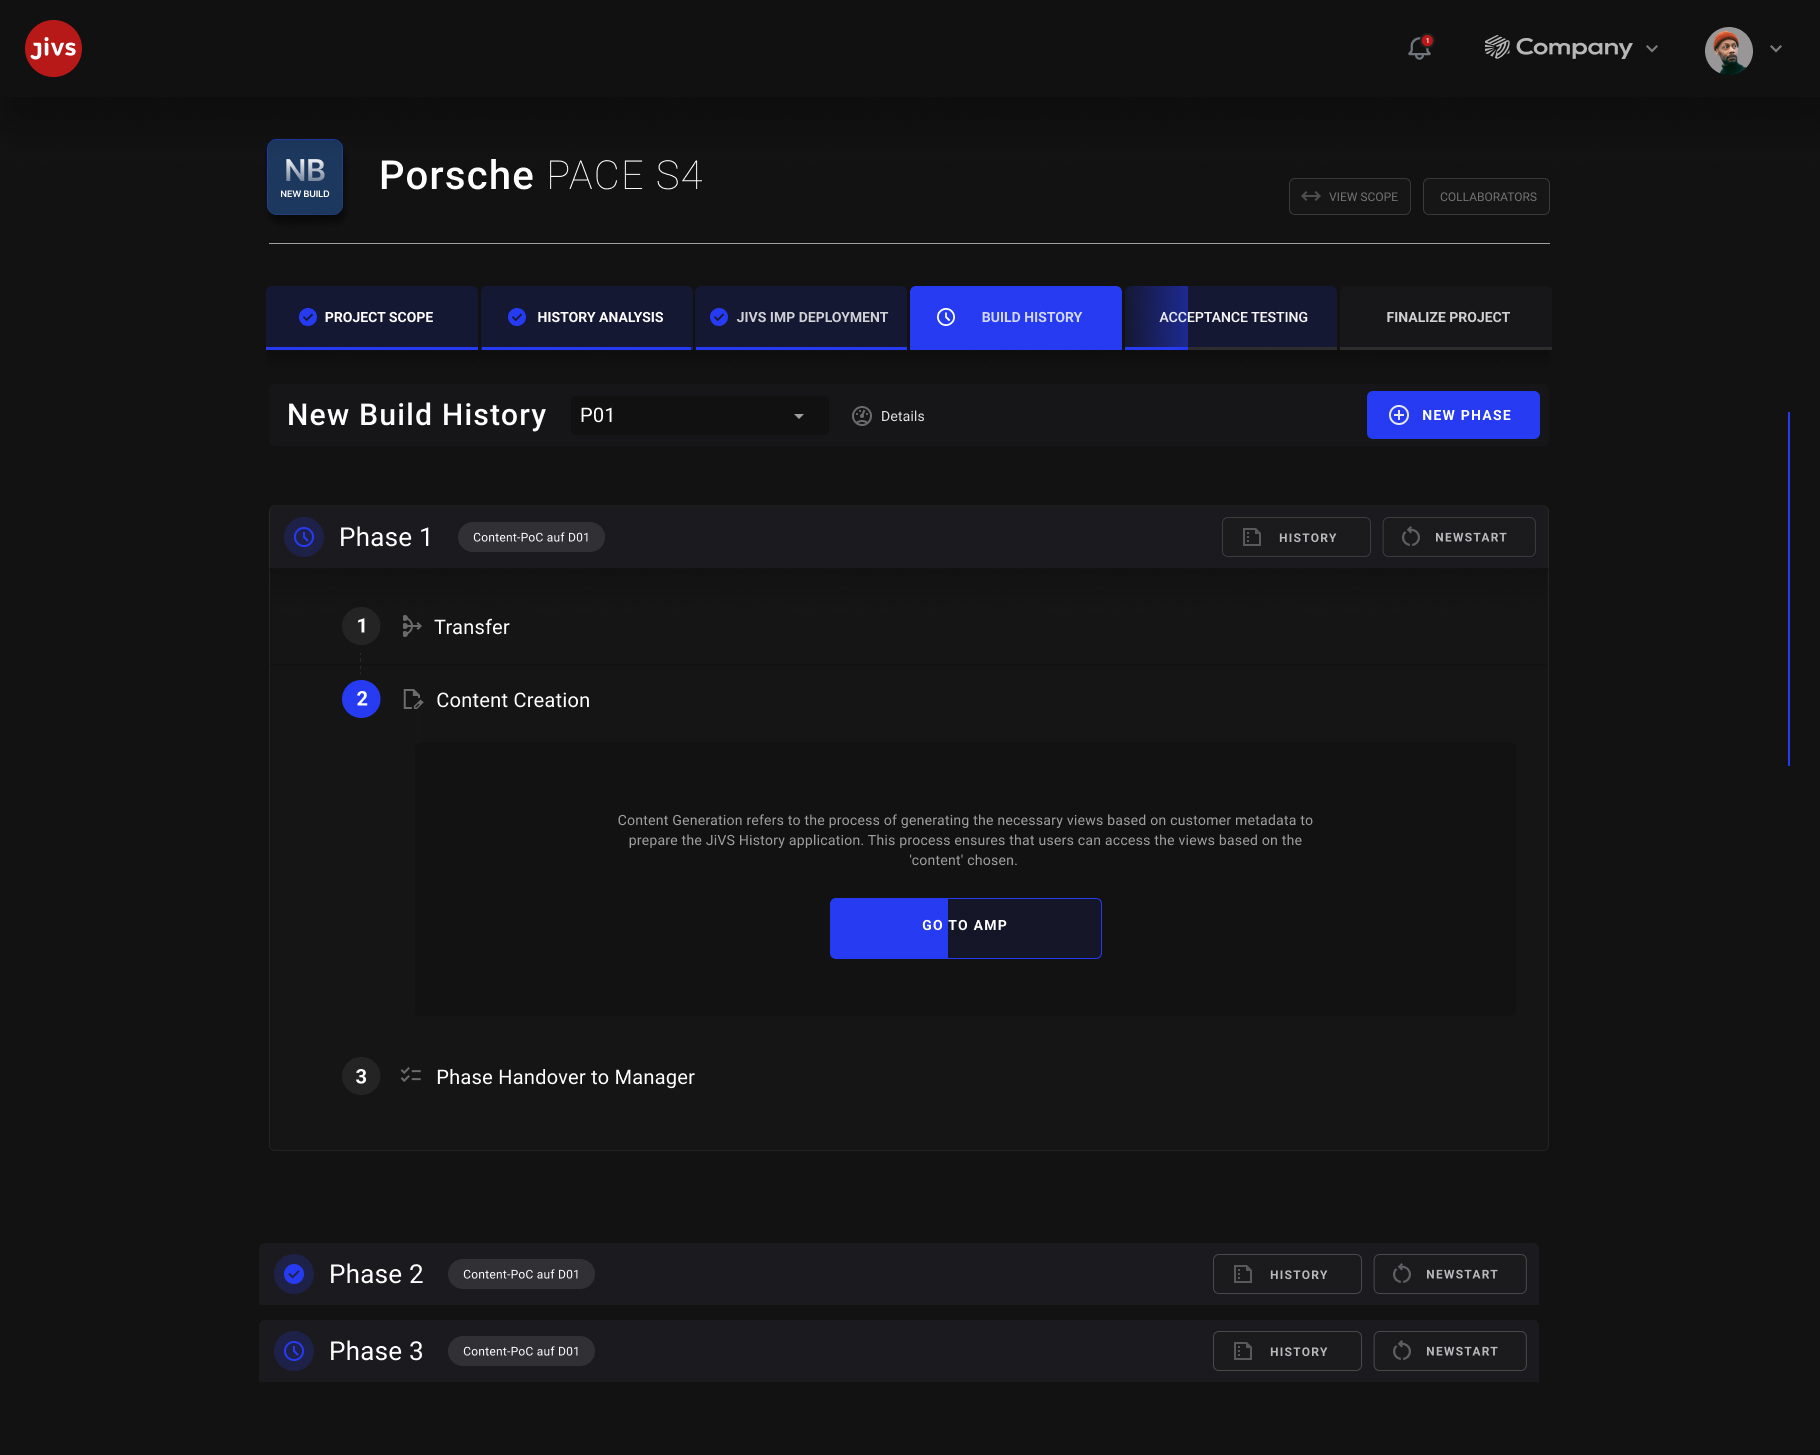 jivs
1
Company
NB
NEW BUILD
Porsche PACE S4
VIEW SCOPE
COLLABORATORS
PROJECT SCOPE
HISTORY ANALYSIS
JIVS IMP DEPLOYMENT
BUILD HISTORY
ACCEPTANCE TESTING
FINALIZE PROJECT
New Build History
P01
Details
NEW PHASE
Phase 1
Content-PoC auf D01
HISTORY
NEWSTART
1
Transfer
2
Content Creation
Content Generation refers to the process of generating the necessary views based on customer metadata to
prepare the JiVS History application. This process ensures that users can access the views based on the
'content' chosen.
GO TO AMP
3
Phase Handover to Manager
Phase 2
Content-PoC auf D01
HISTORY
NEWSTART
Phase 3
Content-PoC auf D01
HISTORY
NEWSTART